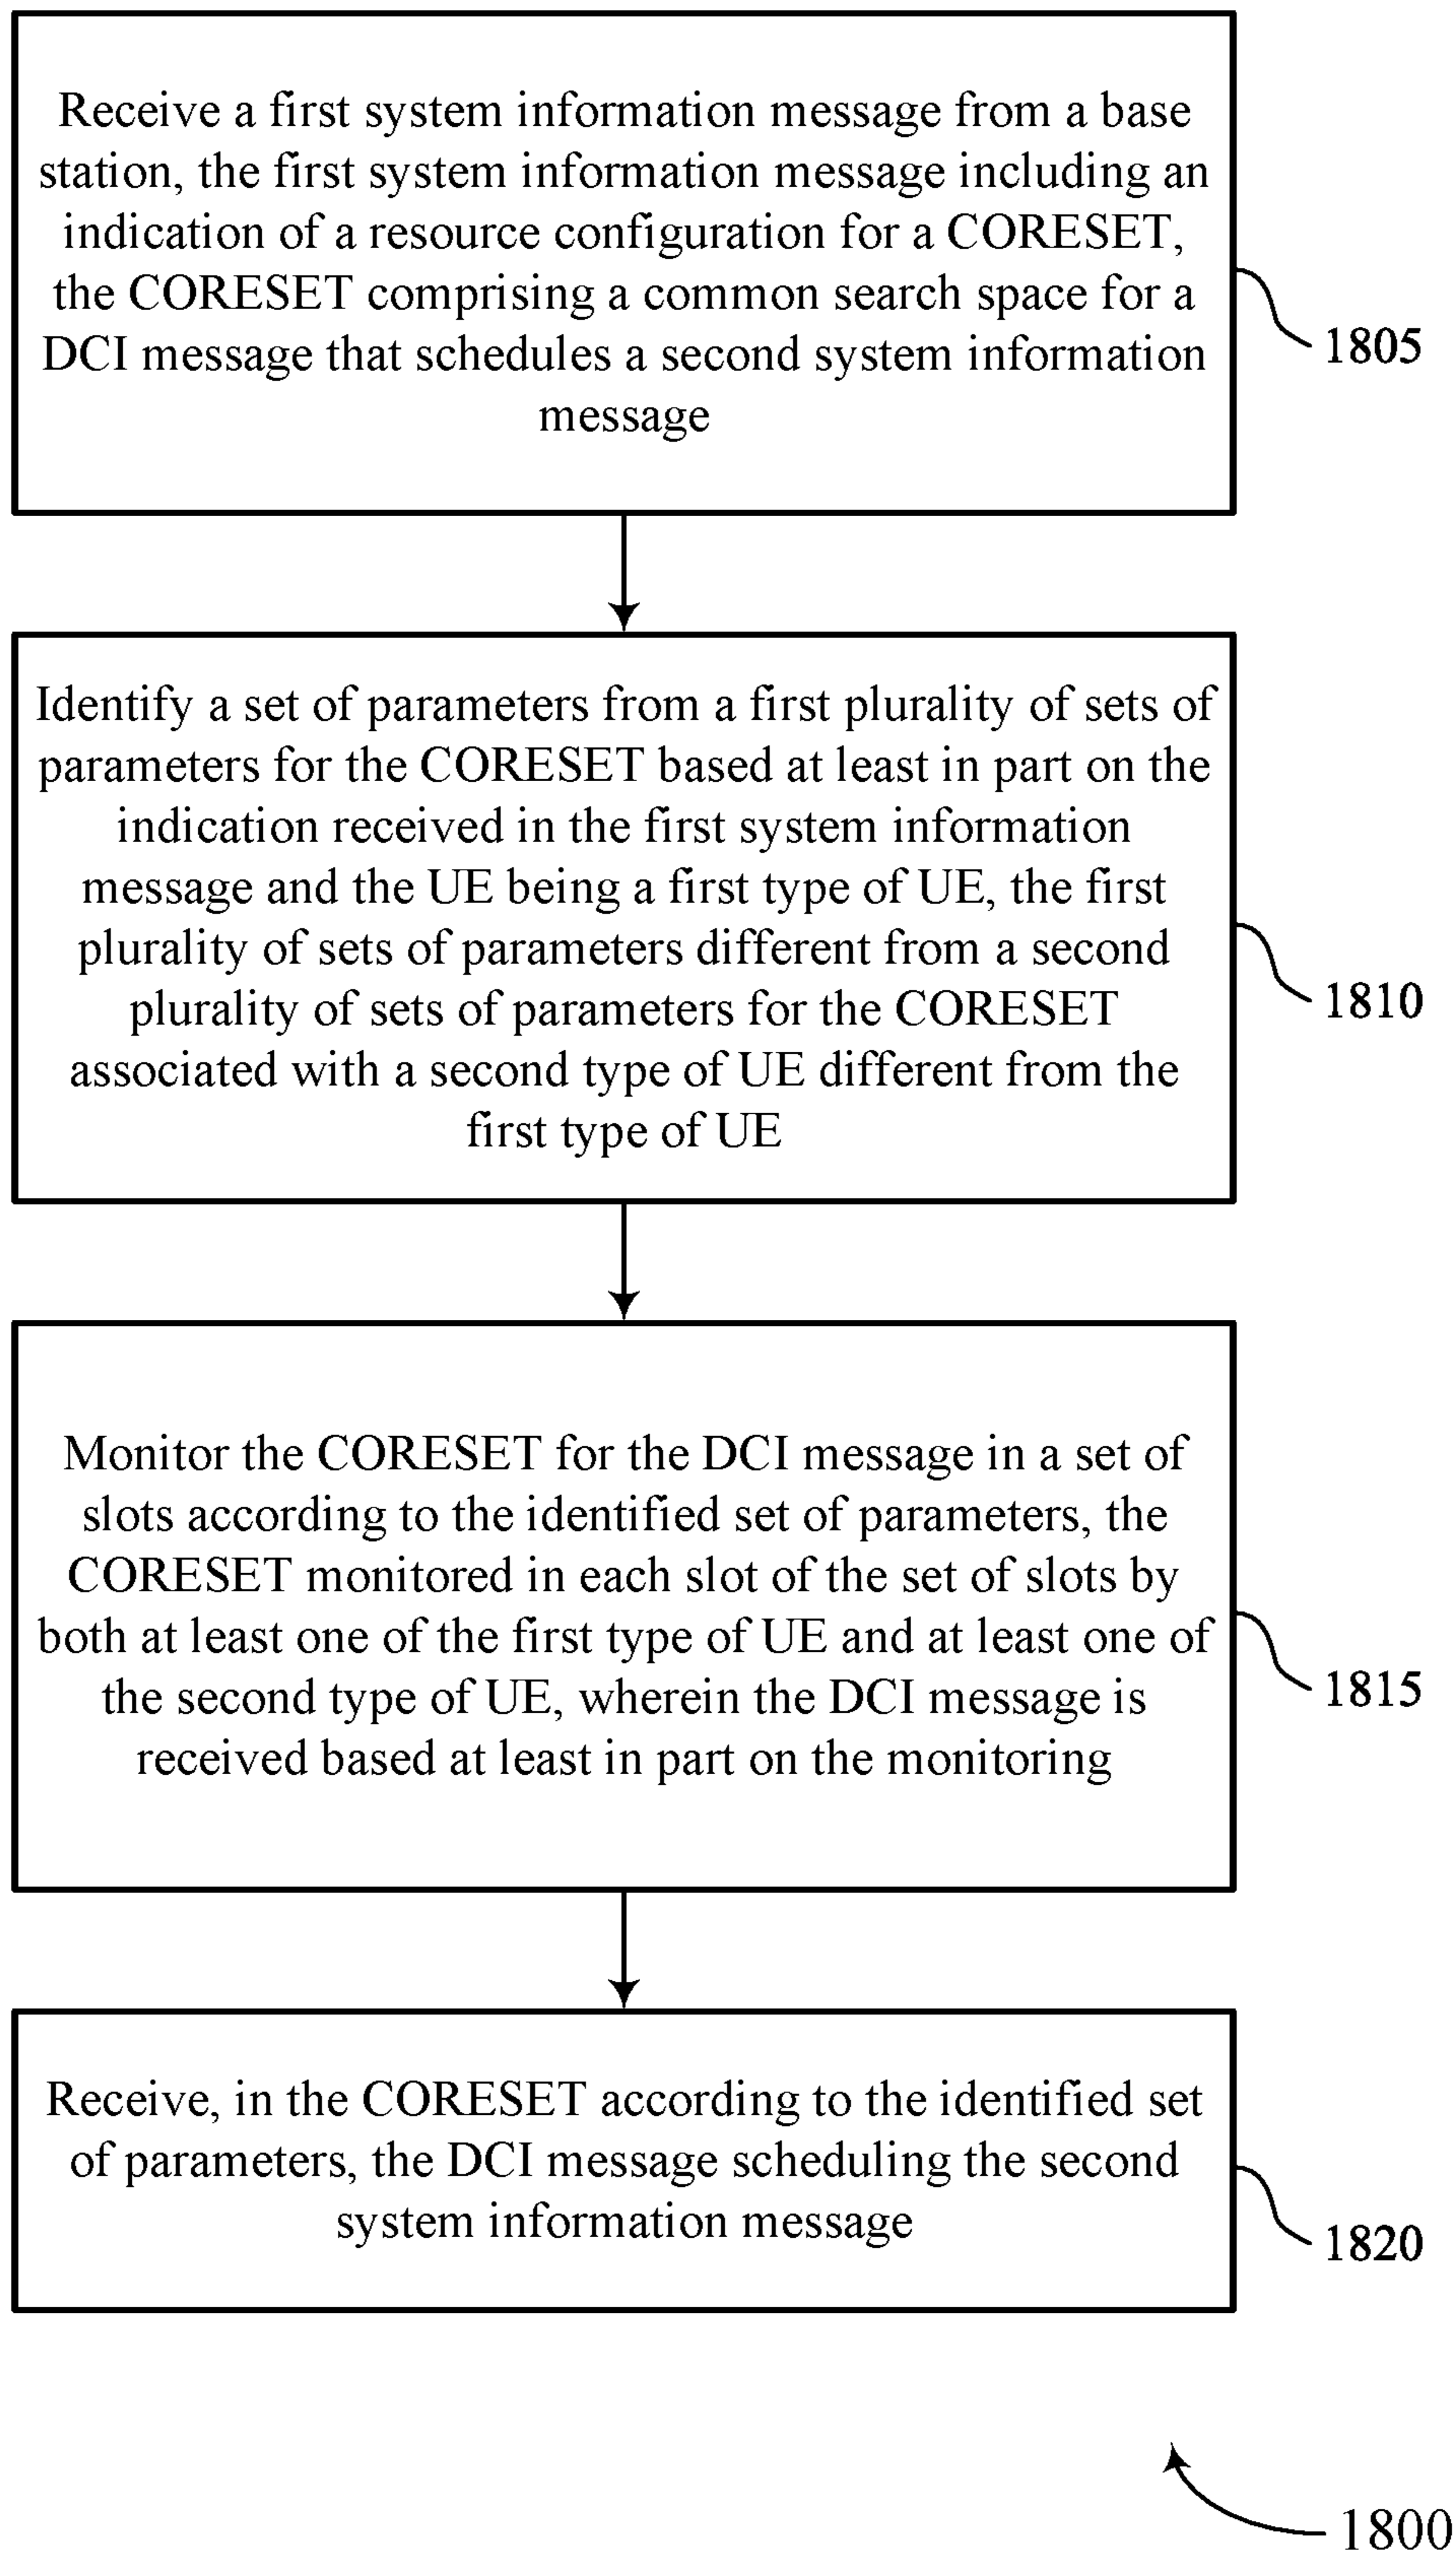 Receive a first system information message from a base
station, the first system information message including an
indication of a resource configuration for a CORESET,
the CORESET comprising a common search space for a
DCI message that schedules a second system information
message
1805
Identify a set of parameters from a first plurality of sets of
parameters for the CORESET based at least in part on the
indication received in the first system information
message and the UE being a first type of UE, the first
plurality of sets of parameters different from a second
plurality of sets of parameters for the CORESET
associated with a second type of UE different from the
first type of UE
1810
Monitor the CORESET for the DCI message in a set of
slots according to the identified set of parameters, the
CORESET monitored in each slot of the set of slots by
both at least one of the first type of UE and at least one of
the second type of UE, wherein the DCI message is
received based at least in part on the monitoring
1815
Receive, in the CORESET according to the identified set
of parameters, the DCI message scheduling the second
system information message
1820
1800